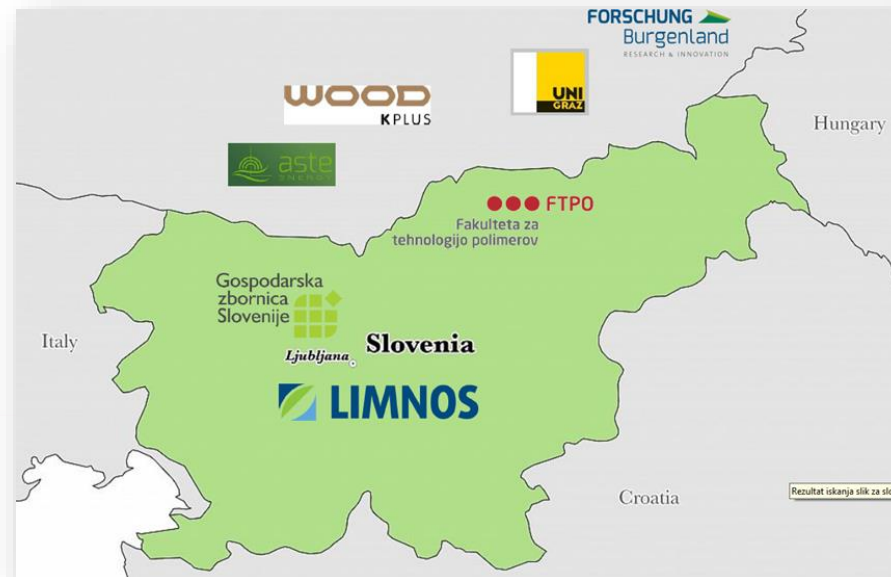 FORSCHUNG
Burgenland
RESEARCH & INNOVATION
WOOD
KPLUS
UNI
GRAZ
Hungary
aste
ENERGY
FTPO
Fakulteta za
tehnologijo polimerov
Gospodarska
zbornica
Slovenije
Italy
Slovenia
Ljubljana
LIMNOS
Croatia
Rezultat iskanja slik za slo